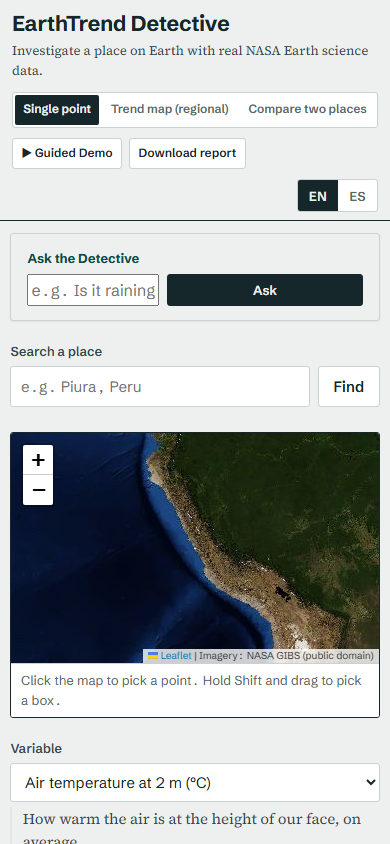 EarthTrend Detective
Investigate a place on Earth with real NASA Earth science
data.
Single point
Trend map (regional)
Compare two places
▶ Guided Demo
Download report
EN
ES
Ask the Detective
e.g. Is it raining
Ask
Search a place
e.g. Piura, Peru
Find
+
−
Leaflet | Imagery: NASA GIBS (public domain)
Click the map to pick a point. Hold Shift and drag to pick
a box.
Variable
Air temperature at 2 m (°C)
How warm the air is at the height of our face, on
average